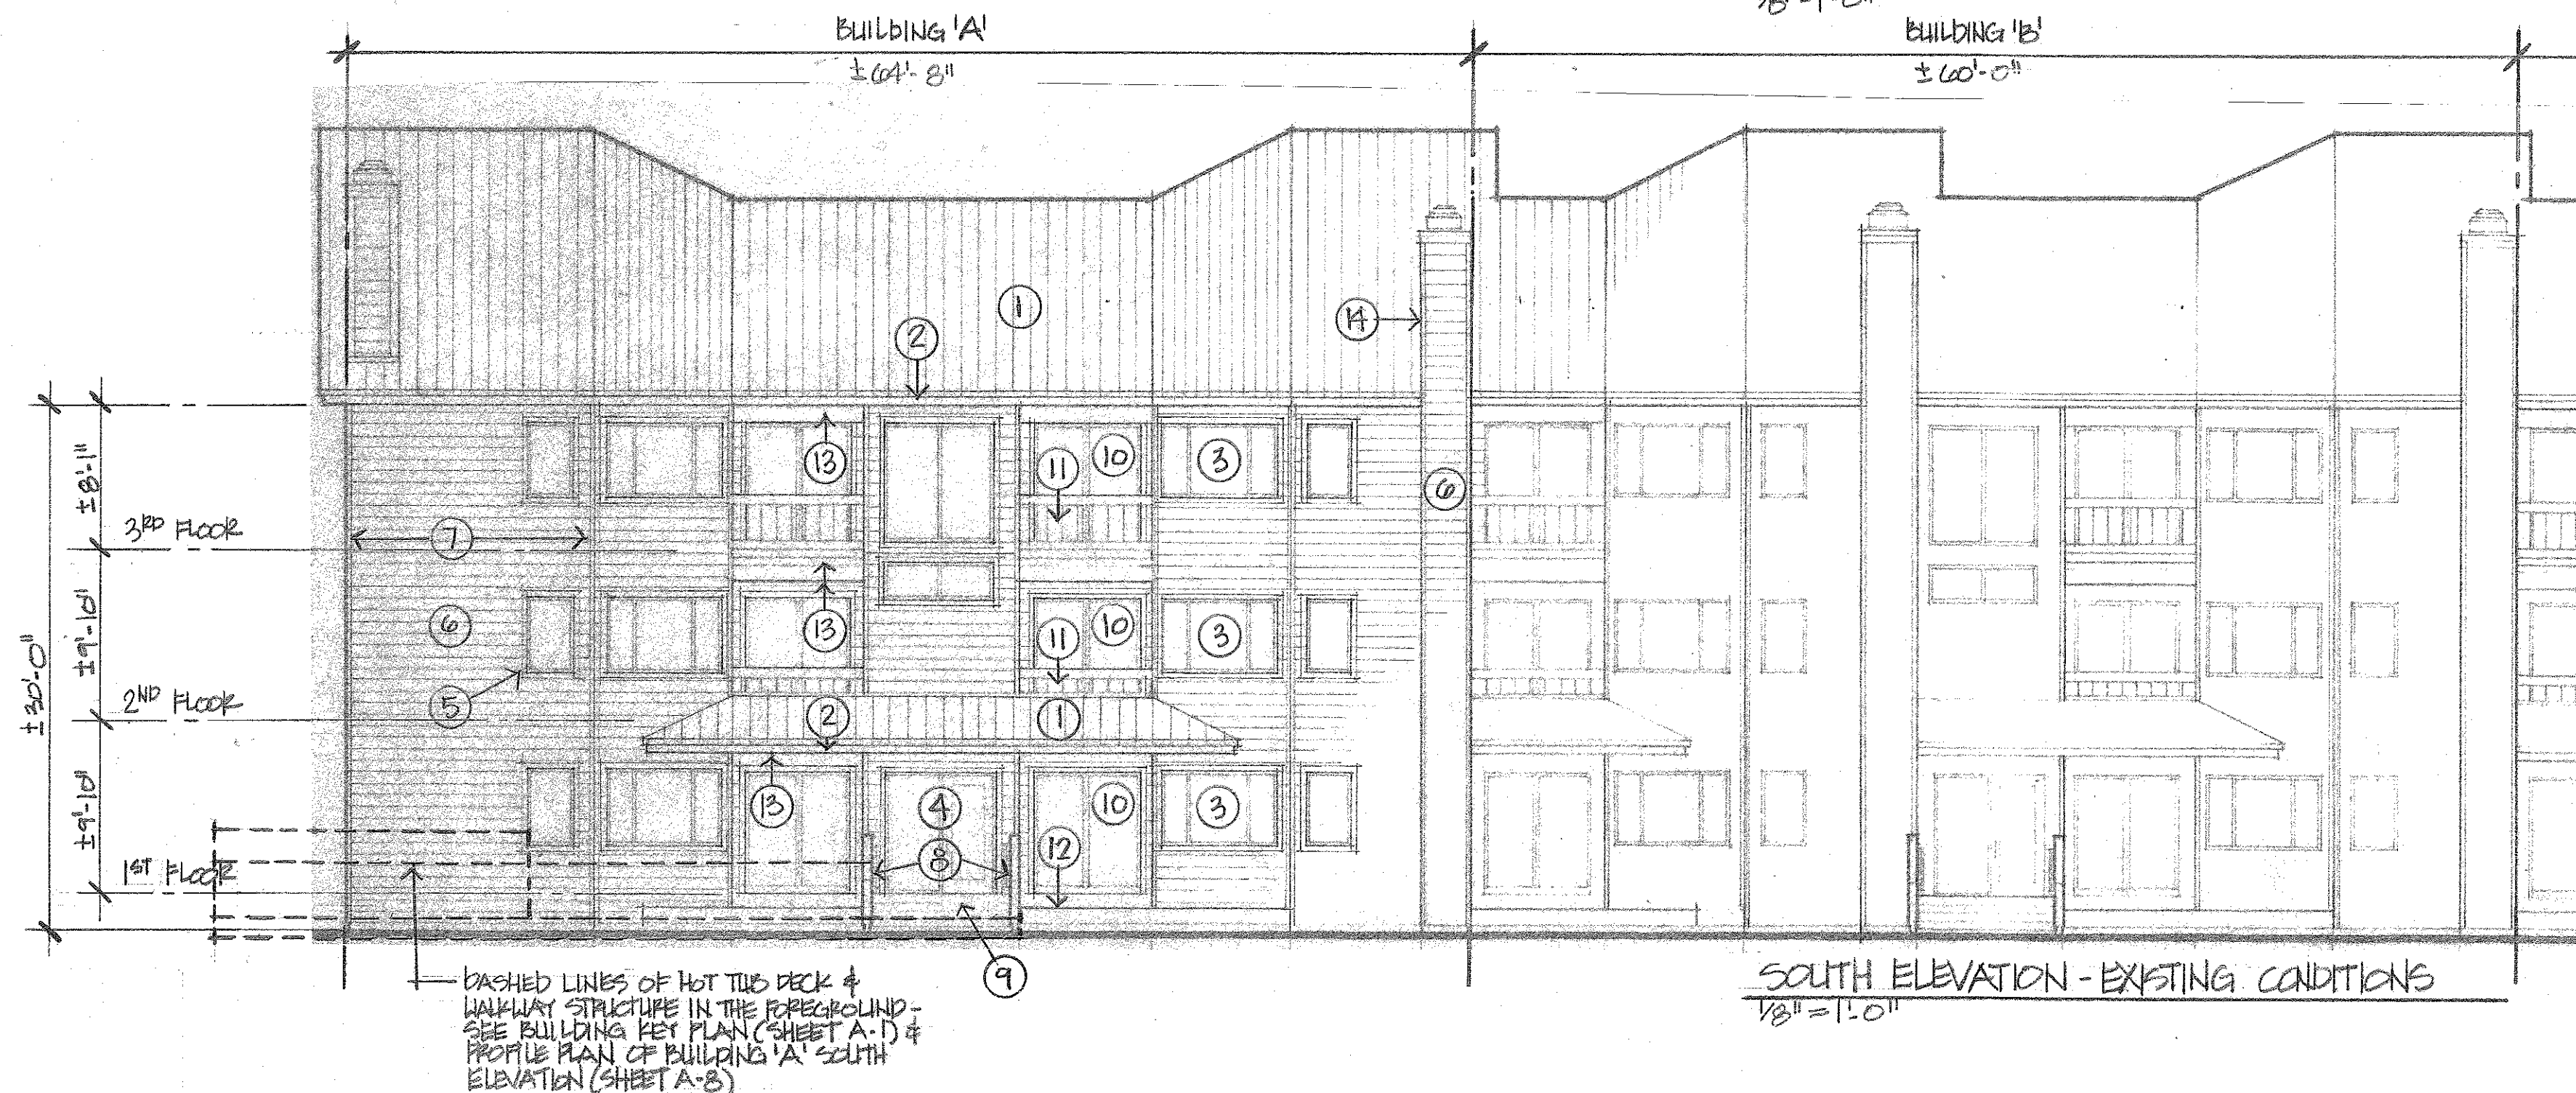 8"=1'-0"
BUILDING 'A'
±64'-8"
BUILDING 'B'
±60'-0"
1
2
14
±8'-1"
13
11
10
3
6
3RD FLOOR
7
±30'-0"
±9'-10"
6
13
11
10
3
5
2ND FLOOR
2
1
±9'-10"
13
4
10
3
8
12
1ST FLOOR
9
DASHED LINES OF HOT TUB DECK &
WALKWAY STRUCTURE IN THE FOREGROUND -
SEE BUILDING KEY PLAN (SHEET A-1) &
PROFILE PLAN OF BUILDING 'A' SOUTH
ELEVATION (SHEET A-8)
SOUTH ELEVATION - EXISTING CONDITIONS
1/8" = 1'-0"